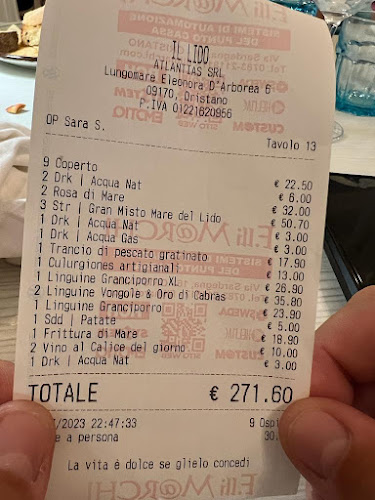 IL LIDO
ATLANTIAS SRL
Lungomare Eleonora D'Arborea 6
09170, Oristano
P.IVA 01221620956
OP Sara S. Tavolo 13
9 Coperto € 22.50
2 Drk | Acqua Nat € 6.00
2 Rosa di Mare € 32.00
3 Str | Gran Misto Mare del Lido € 50.70
1 Drk | Acqua Nat € 3.00
1 Drk | Acqua Gas € 3.00
1 Trancio di pescato gratinato € 17.90
1 Culurgiones artigianali € 13.00
1 Linguine Granciporro XL € 26.90
2 Linguine Vongole & Oro di Cabras € 35.80
1 Linguine Granciporro € 23.90
1 Sdd | Patate € 5.00
1 Frittura di Mare € 18.90
2 Vino al Calice del giorno € 10.00
1 Drk | Acqua Nat € 3.00
TOTALE € 271.60
/2023 22:47:33 9 Osp
e a persona 30.
La vita é dolce se glielo concedi